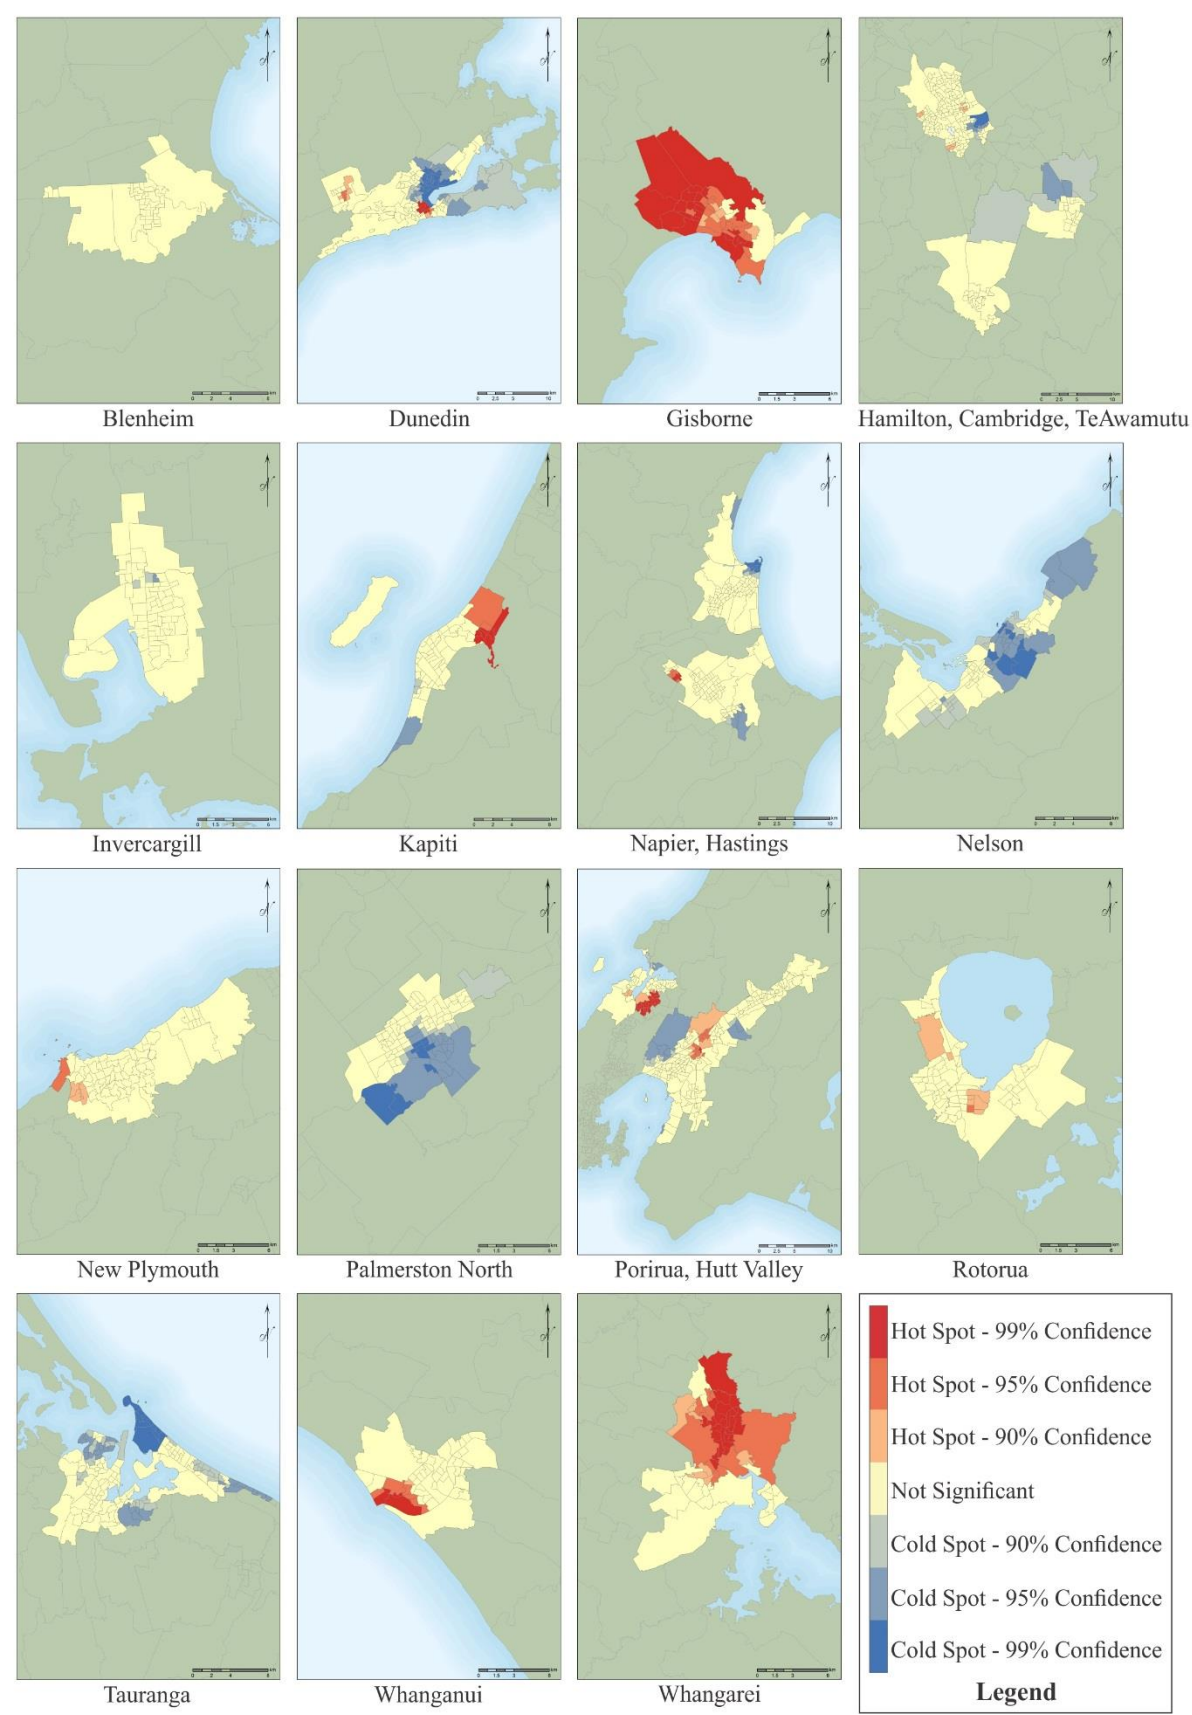 Blenheim
Dunedin
Gisborne
Hamilton, Cambridge, TeAwamutu
Invercargill
Kapiti
Napier, Hastings
Nelson
New Plymouth
Palmerston North
Porirua, Hutt Valley
Rotorua
Tauranga
Whanganui
Whangarei
Hot Spot - 99% Confidence
Hot Spot - 95% Confidence
Hot Spot - 90% Confidence
Not Significant
Cold Spot - 90% Confidence
Cold Spot - 95% Confidence
Cold Spot - 99% Confidence
Legend